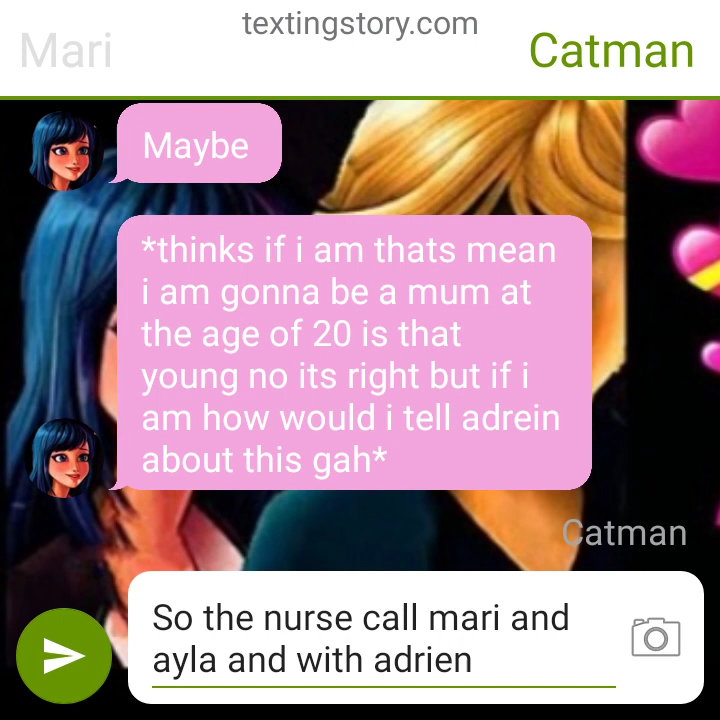 textingstory.com
Mari
Catman
Maybe
*thinks if i am thats mean
i am gonna be a mum at
the age of 20 is that
young no its right but if i
am how would i tell adrein
about this gah*
Catman
So the nurse call mari and
ayla and with adrien